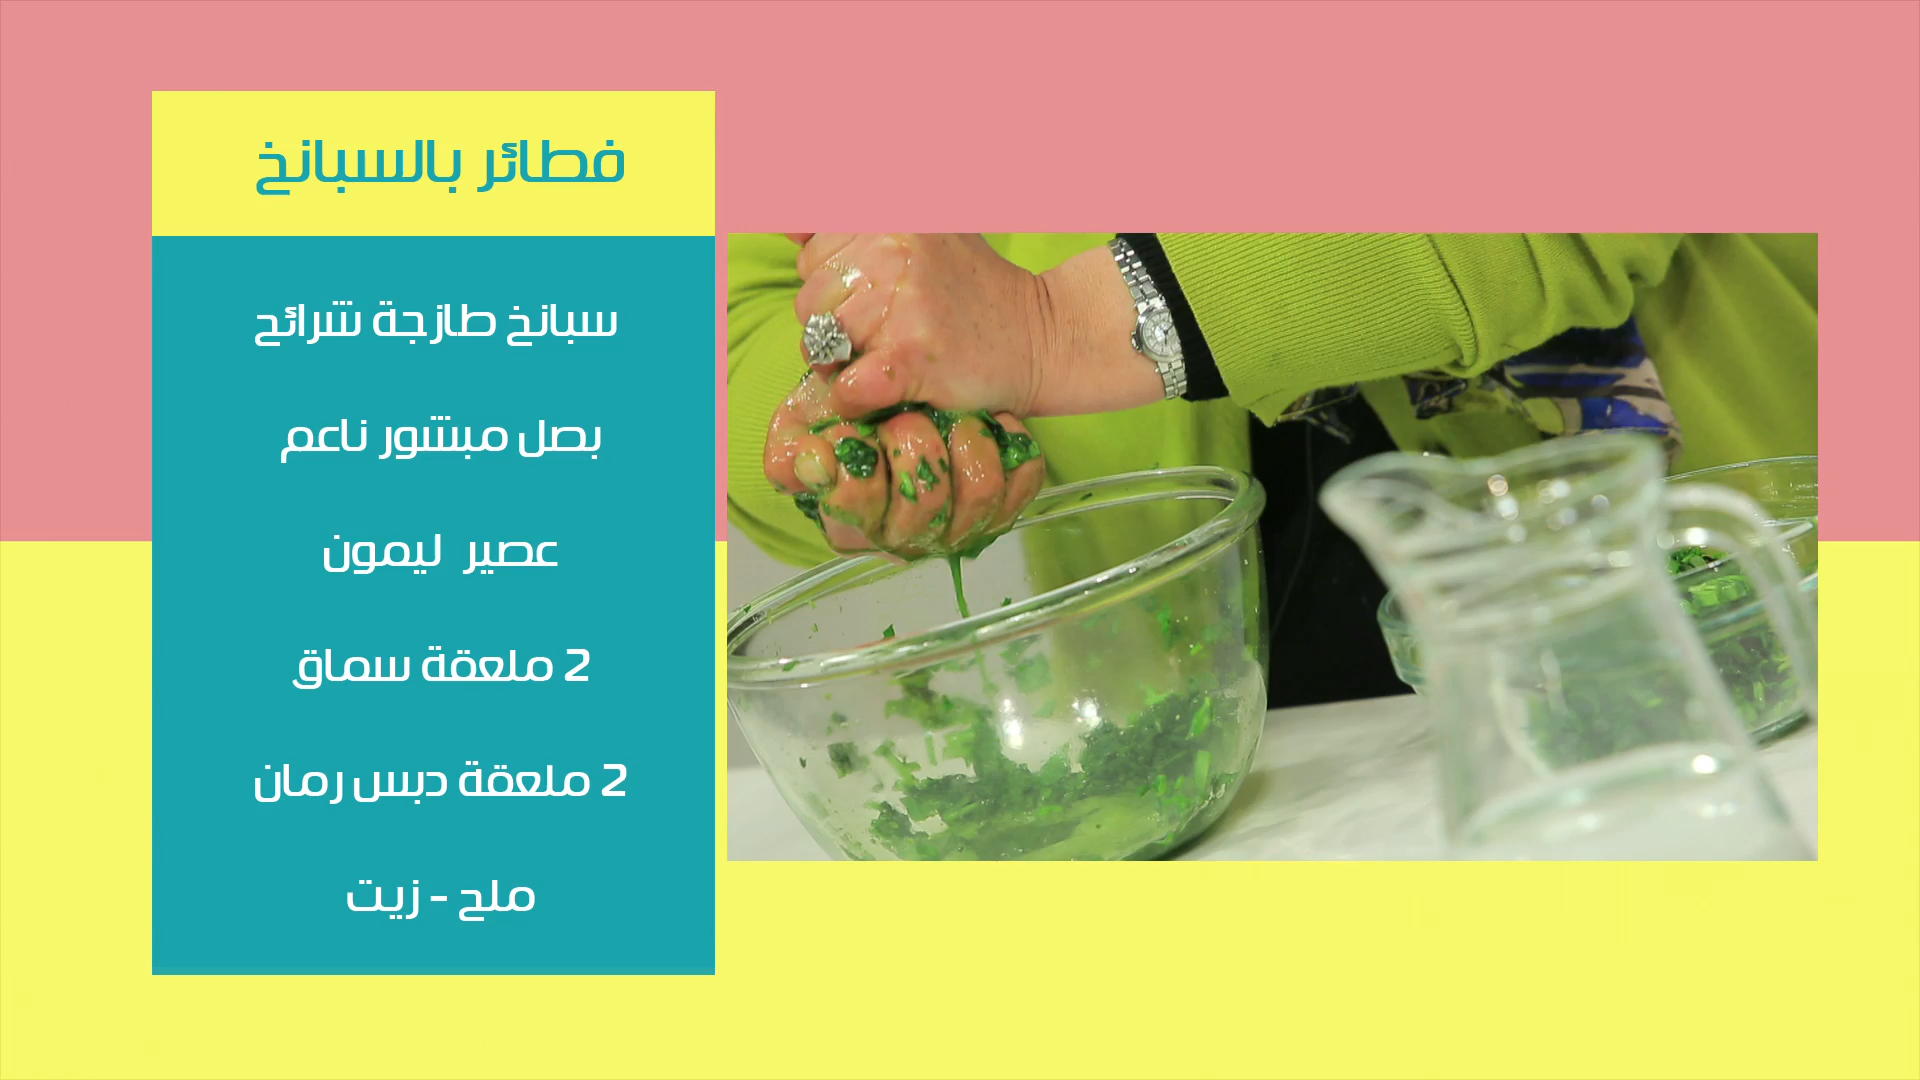 فطائر بالسبانخ
سبانخ طازجة شرائح
بصل مبشور ناعم
عصير ليمون
2 ملعقة سماق
2 ملعقة دبس رمان
ملح - زيت